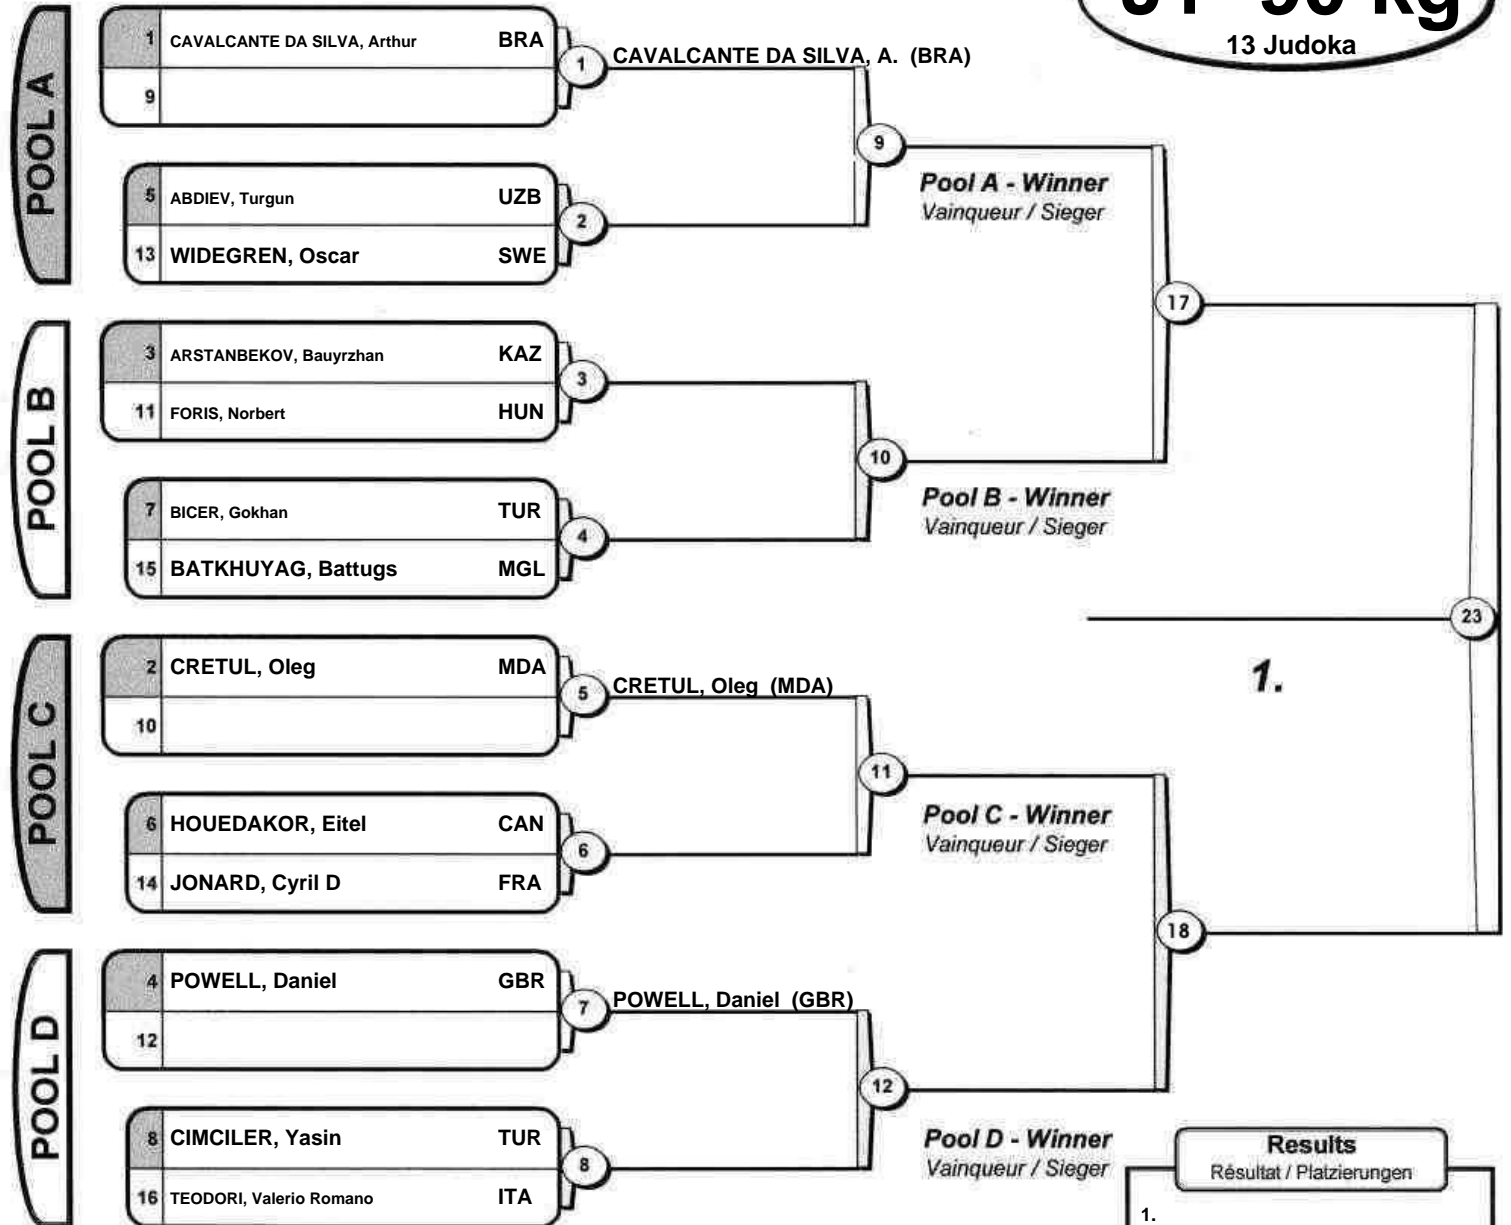 13 Judoka
POOL A
1 CAVALCANTE DA SILVA, Arthur BRA
9
1
CAVALCANTE DA SILVA, A. (BRA)
5 ABDIEV, Turgun UZB
13 WIDEGREN, Oscar SWE
2
9
Pool A - Winner
Vainqueur / Sieger
POOL B
3 ARSTANBEKOV, Bauyrzhan KAZ
11 FORIS, Norbert HUN
3
7 BICER, Gokhan TUR
15 BATKHUYAG, Battugs MGL
4
10
Pool B - Winner
Vainqueur / Sieger
17
POOL C
2 CRETUL, Oleg MDA
10
5
CRETUL, Oleg (MDA)
6 HOUEDAKOR, Eitel CAN
14 JONARD, Cyril D FRA
6
11
Pool C - Winner
Vainqueur / Sieger
23
1.
POOL D
4 POWELL, Daniel GBR
12
7
POWELL, Daniel (GBR)
8 CIMCILER, Yasin TUR
16 TEODORI, Valerio Romano ITA
8
12
Pool D - Winner
Vainqueur / Sieger
18
Results
Résultat / Platzierungen
1.